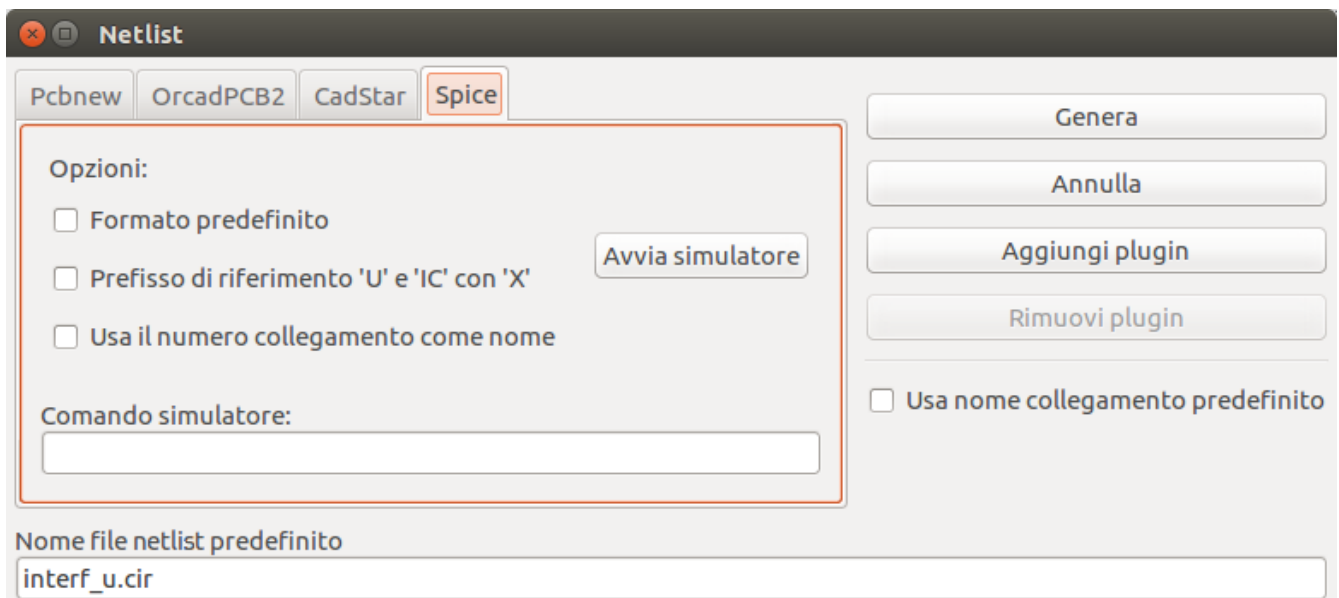 Netlist
Pcbnew OrcadPCB2 CadStar Spice
Opzioni:
Formato predefinito
Prefisso di riferimento 'U' e 'IC' con 'X'
Usa il numero collegamento come nome
Avvia simulatore
Comando simulatore:
Genera
Annulla
Aggiungi plugin
Rimuovi plugin
Usa nome collegamento predefinito
Nome file netlist predefinito
interf_u.cir